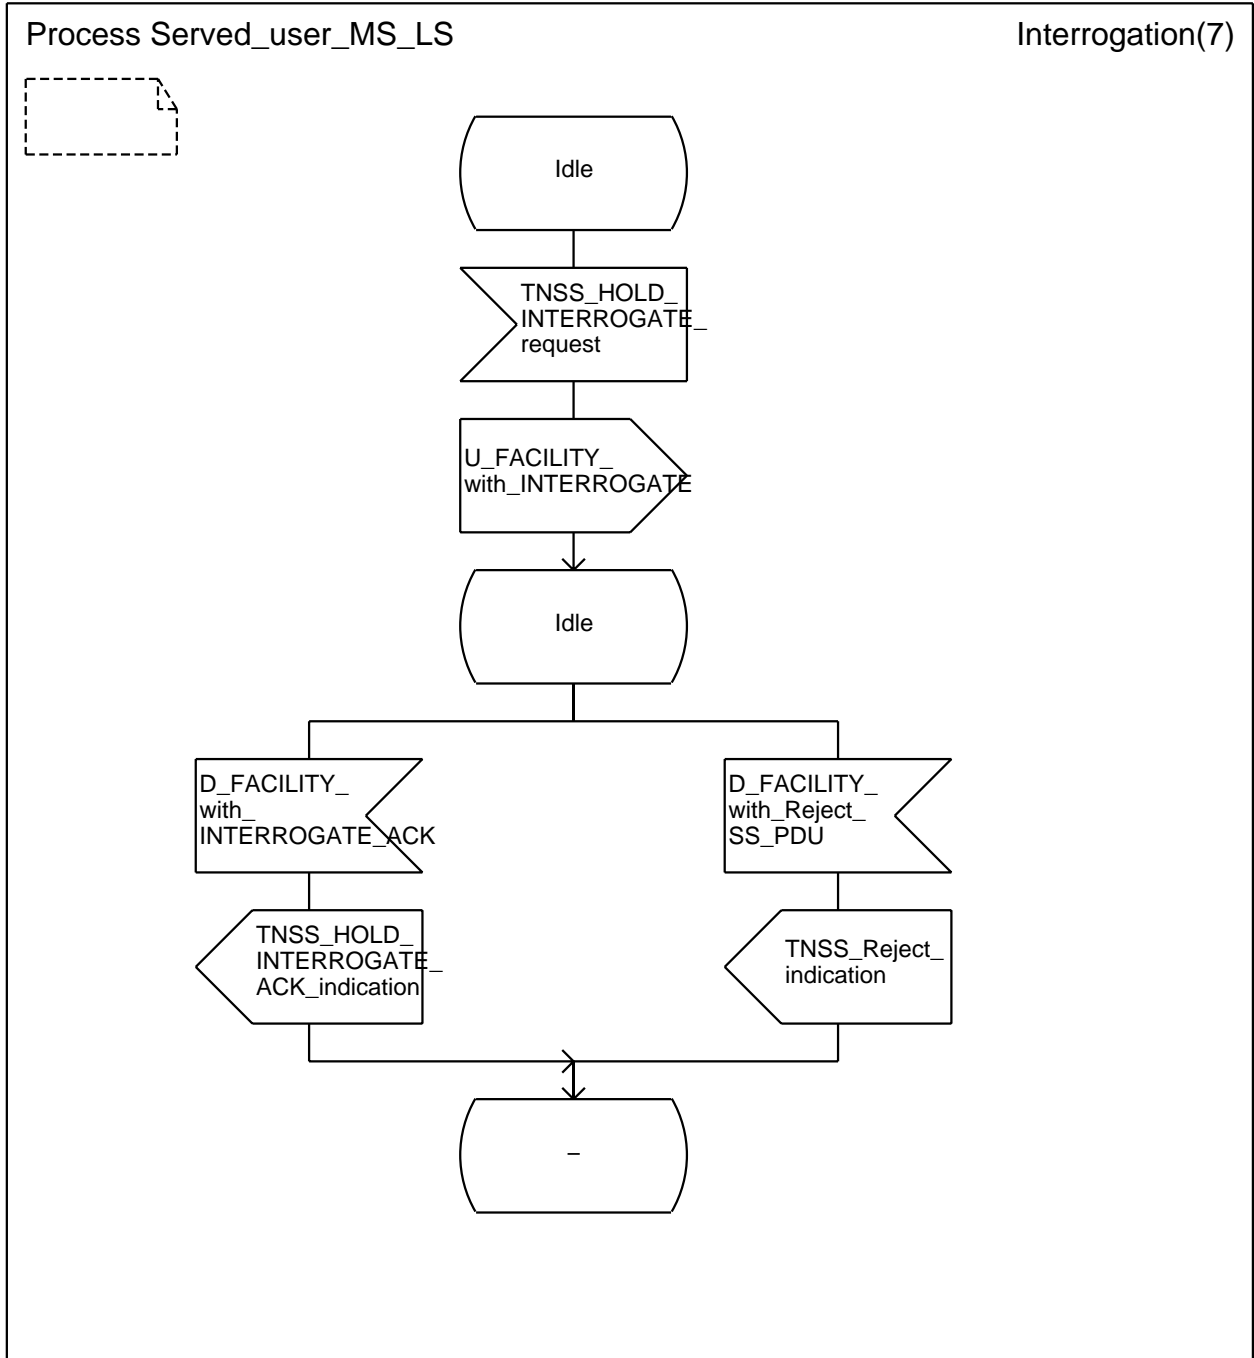 Process Served_user_MS_LS
Interrogation(7)
Idle
TNSS_HOLD_
INTERROGATE_
request
U_FACILITY_
with_INTERROGATE
Idle
D_FACILITY_
with_
INTERROGATE_ACK
D_FACILITY_
with_Reject_
SS_PDU
TNSS_HOLD_
INTERROGATE_
ACK_indication
TNSS_Reject_
indication
–